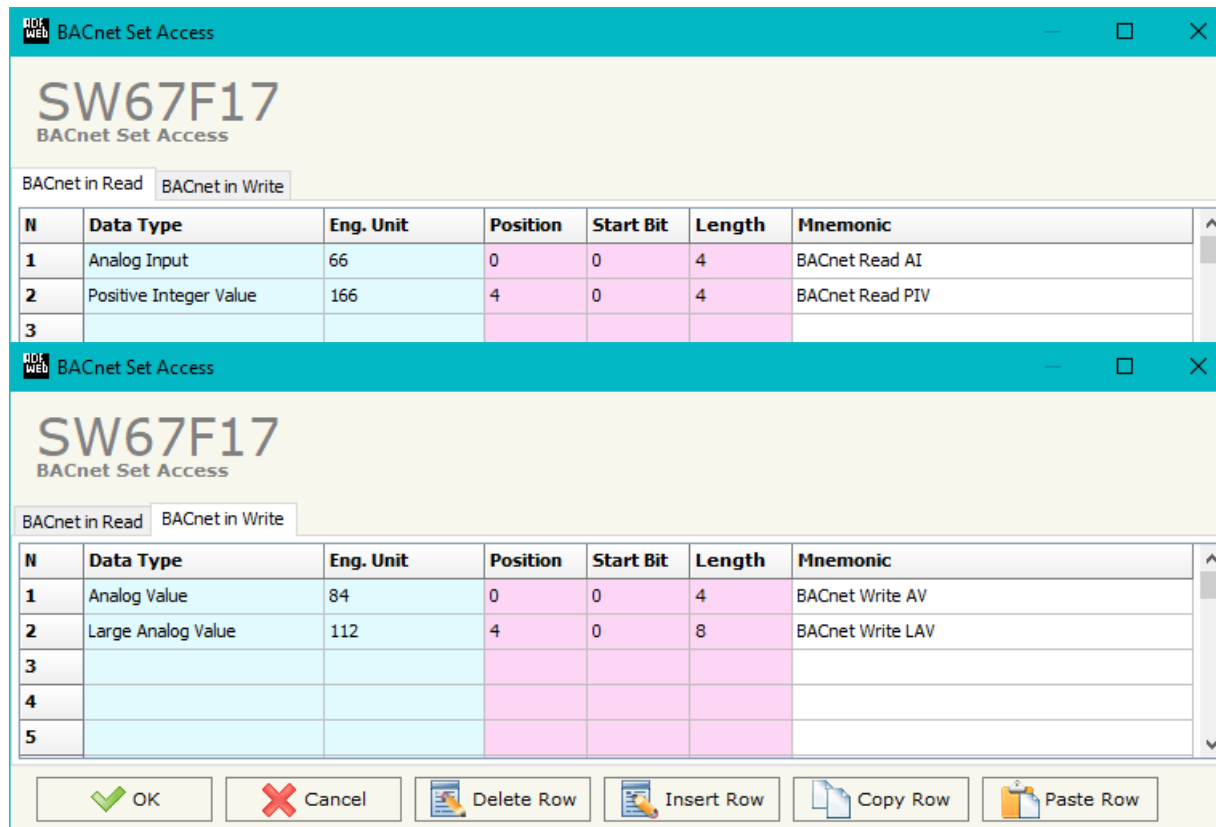 ADF WEB BACnet Set Access
SW67F17
BACnet Set Access
BACnet in Read BACnet in Write
N Data Type Eng. Unit Position Start Bit Length Mnemonic
1 Analog Input 66 0 0 4 BACnet Read AI
2 Positive Integer Value 166 4 0 4 BACnet Read PIV
3
ADF WEB BACnet Set Access
SW67F17
BACnet Set Access
BACnet in Read BACnet in Write
N Data Type Eng. Unit Position Start Bit Length Mnemonic
1 Analog Value 84 0 0 4 BACnet Write AV
2 Large Analog Value 112 4 0 8 BACnet Write LAV
3
4
5
OK Cancel Delete Row Insert Row Copy Row Paste Row